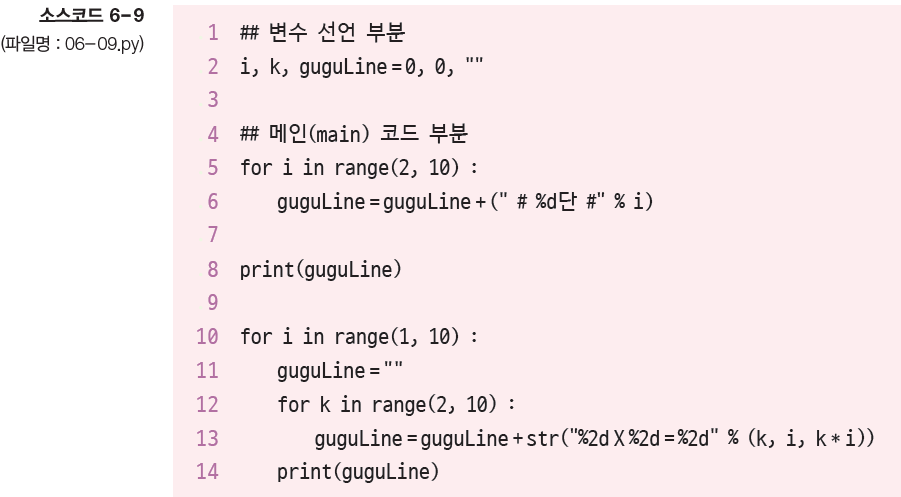 소스코드 6-9
(파일명 : 06-09.py)
1 ## 변수 선언 부분
2 i, k, guguLine=0, 0, ""
3
4 ## 메인(main) 코드 부분
5 for i in range(2, 10) :
6     guguLine=guguLine+(" # %d단 #" % i)
7
8 print(guguLine)
9
10 for i in range(1, 10) :
11     guguLine=""
12     for k in range(2, 10) :
13         guguLine=guguLine+str("%2dX%2d=%2d" % (k, i, k*i))
14     print(guguLine)